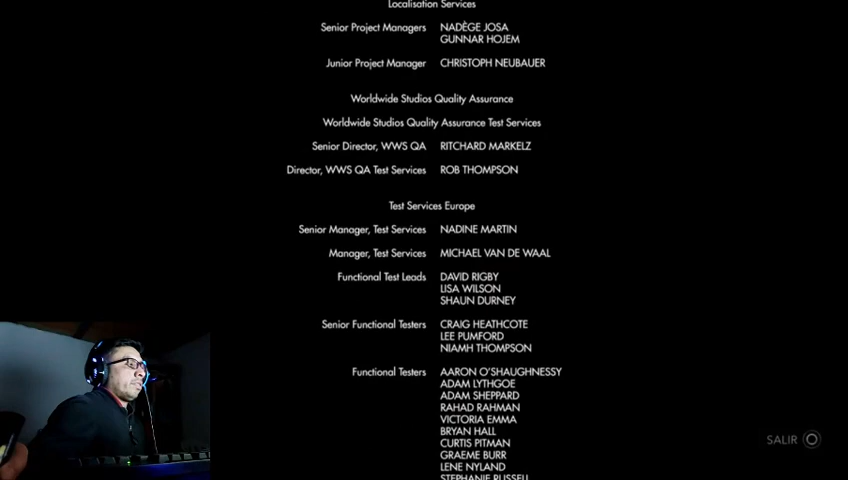 Localisation Services
Senior Project Managers NADÈGE JOSA
GUNNAR HOJEM
Junior Project Manager CHRISTOPH NEUBAUER
Worldwide Studios Quality Assurance
Worldwide Studios Quality Assurance Test Services
Senior Director, WWS QA RITCHARD MARKELZ
Director, WWS QA Test Services ROB THOMPSON
Test Services Europe
Senior Manager, Test Services NADINE MARTIN
Manager, Test Services MICHAEL VAN DE WAAL
Functional Test Leads DAVID RIGBY
LISA WILSON
SHAUN DURNEY
Senior Functional Testers CRAIG HEATHCOTE
LEE PUMFORD
NIAMH THOMPSON
Functional Testers AARON O'SHAUGHNESSY
ADAM LYTHGOE
ADAM SHEPPARD
RAHAD RAHMAN
VICTORIA EMMA
BRYAN HALL
CURTIS PITMAN
GRAEME BURR
LENE NYLAND
STEPHANIE RUSSELL
SALIR